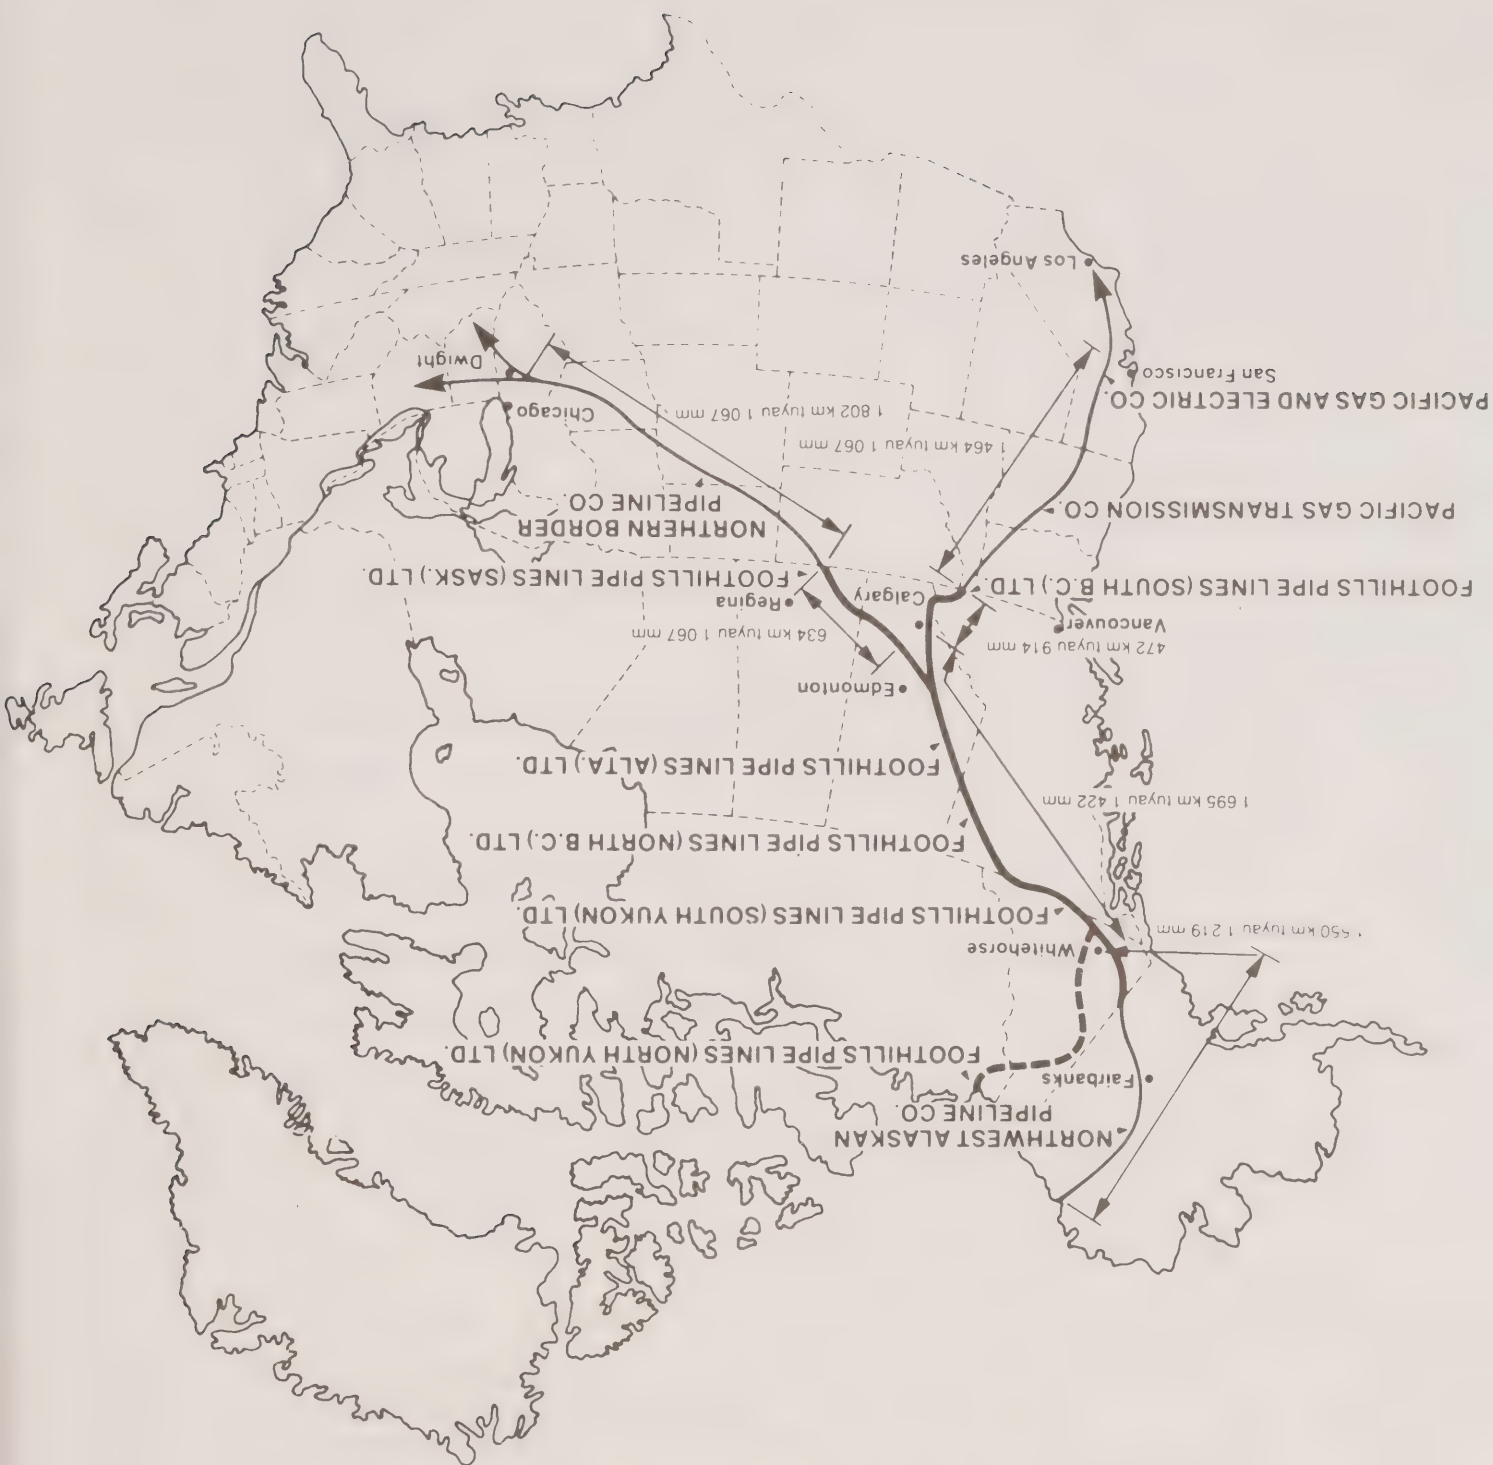 NORTHWEST ALASKAN
PIPELINE CO.
Fairbanks
FOOTHILLS PIPE LINES (NORTH YUKON) LTD.
Whitehorse
km tuyau 1 219 mm
FOOTHILLS PIPE LINES (SOUTH YUKON) LTD.
FOOTHILLS PIPE LINES (NORTH B.C.) LTD.
1 695 km tuyau 1 422 mm
FOOTHILLS PIPE LINES (ALTA.) LTD.
Edmonton
472 km tuyau 914 mm
634 km tuyau 1 067 mm
Vancouver
Calgary
Regina
FOOTHILLS PIPE LINES (SOUTH B.C.) LTD.
FOOTHILLS PIPE LINES (SASK.) LTD.
NORTHERN BORDER
PIPELINE CO
PACIFIC GAS TRANSMISSION CO.
1 464 km tuyau 1 067 mm
1 802 km tuyau 1 067 mm
Chicago
PACIFIC GAS AND ELECTRIC CO.
San Francisco
Dwight
Los Angeles